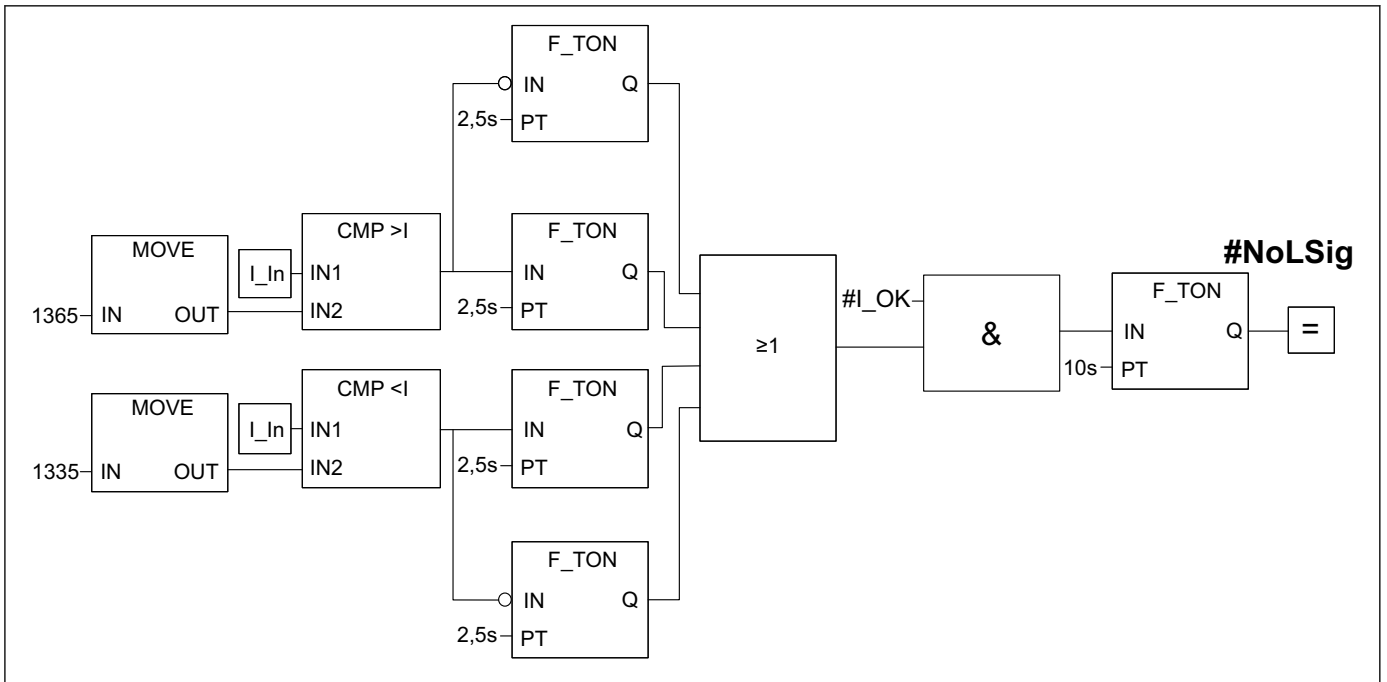 F_TON
IN Q
2,5s PT
MOVE
1365 IN OUT
I_In
CMP >I
IN1
IN2
F_TON
IN Q
2,5s PT
MOVE
1335 IN OUT
I_In
CMP <I
IN1
IN2
F_TON
IN Q
2,5s PT
F_TON
IN Q
2,5s PT
≥1
#I_OK
&
#NoLSig
F_TON
IN Q
10s PT
=